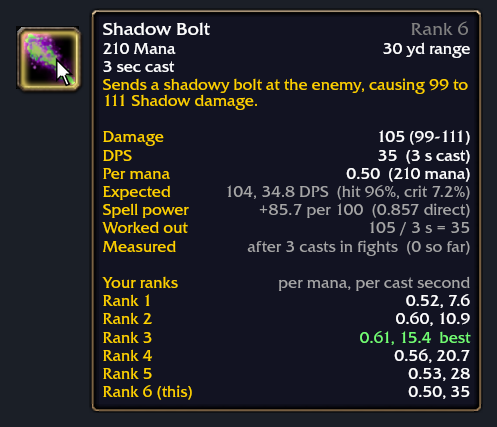 Shadow Bolt Rank 6
210 Mana 30 yd range
3 sec cast
Sends a shadowy bolt at the enemy, causing 99 to
111 Shadow damage.
Damage 105 (99-111)
DPS 35 (3 s cast)
Per mana 0.50 (210 mana)
Expected 104, 34.8 DPS (hit 96%, crit 7.2%)
Spell power +85.7 per 100 (0.857 direct)
Worked out 105 / 3 s = 35
Measured after 3 casts in fights (0 so far)
Your ranks per mana, per cast second
Rank 1 0.52, 7.6
Rank 2 0.60, 10.9
Rank 3 0.61, 15.4 best
Rank 4 0.56, 20.7
Rank 5 0.53, 28
Rank 6 (this) 0.50, 35